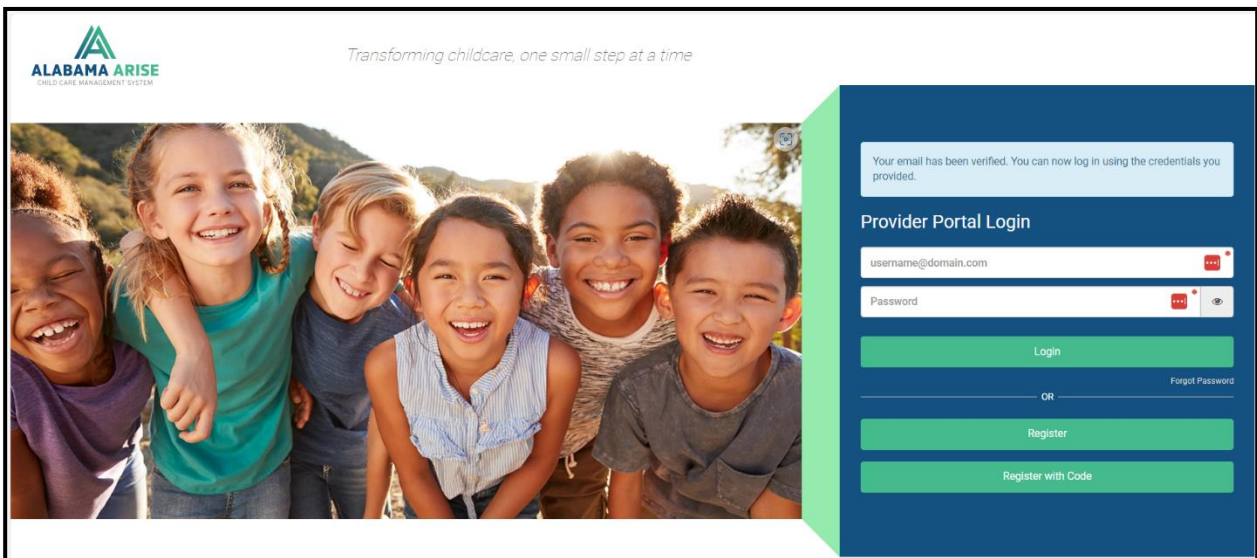 ALABAMA ARISE
CHILD CARE MANAGEMENT SYSTEM
Transforming childcare, one small step at a time
Your email has been verified. You can now log in using the credentials you
provided.
Provider Portal Login
username@domain.com
Password
Login
Forgot Password
OR
Register
Register with Code